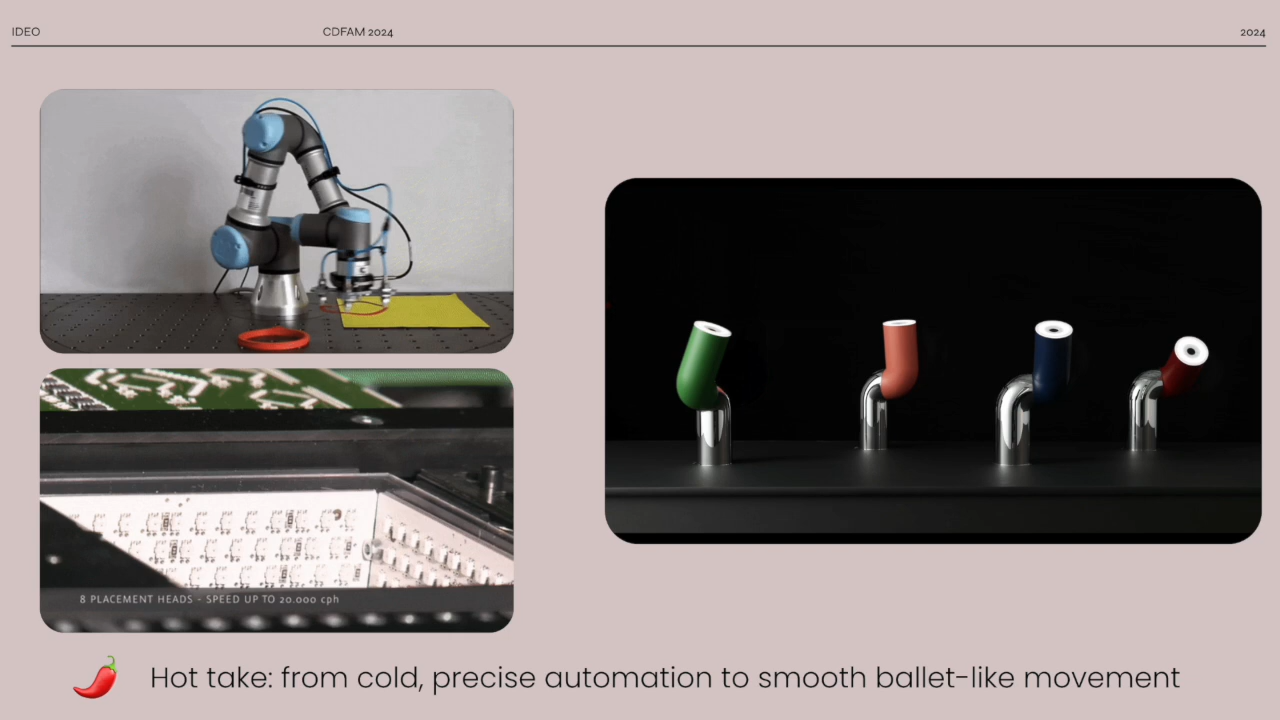 IDEO
CDFAM 2024
2024
8 PLACEMENT HEADS - SPEED UP TO 20.000 cph
Hot take: from cold, precise automation to smooth ballet-like movement